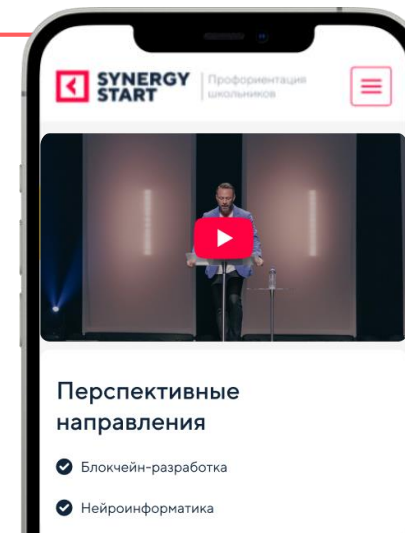 SYNERGY
START
Профориентация
школьников
Перспективные
направления
Блокчейн-разработка
Нейроинформатика